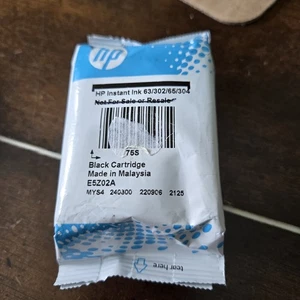 hp
HP Instant Ink 63/302/65/304
Not For Sale or Resale
75S
Black Cartridge
Made in Malaysia
E5Z02A
MYS4 240300 220906 2125
tear here